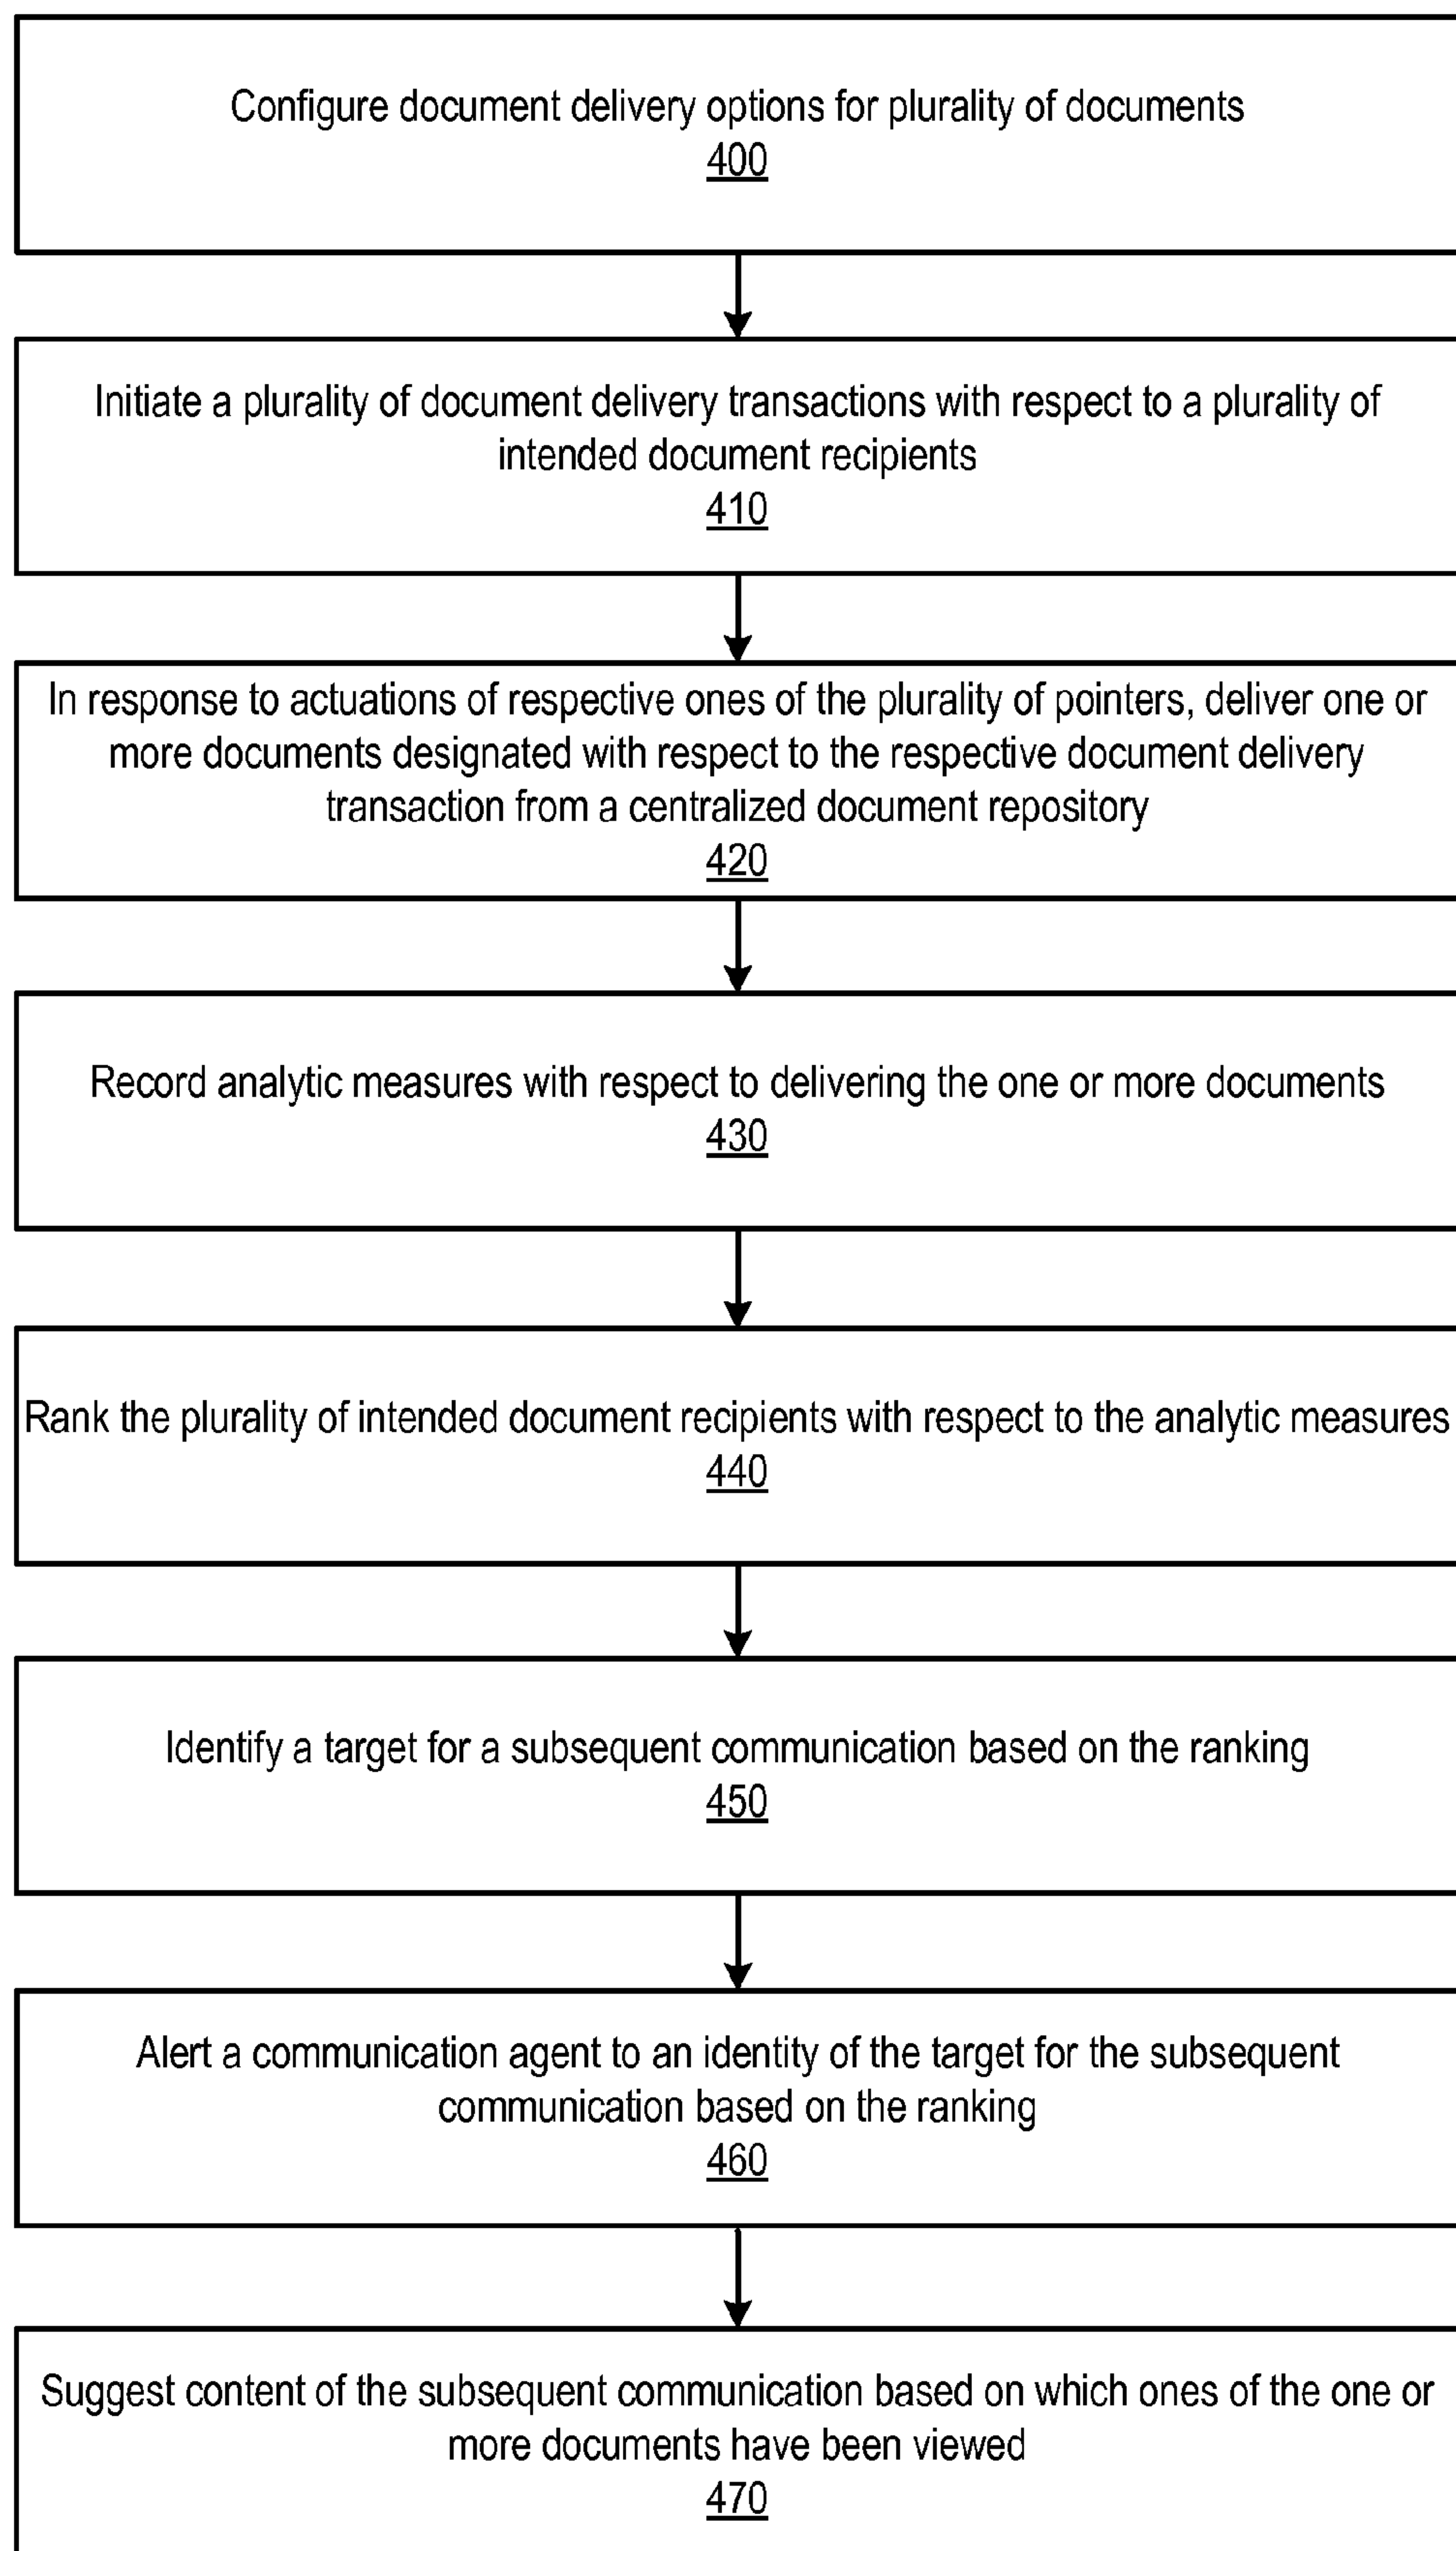 Configure document delivery options for plurality of documents
400
Initiate a plurality of document delivery transactions with respect to a plurality of
intended document recipients
410
In response to actuations of respective ones of the plurality of pointers, deliver one or
more documents designated with respect to the respective document delivery
transaction from a centralized document repository
420
Record analytic measures with respect to delivering the one or more documents
430
Rank the plurality of intended document recipients with respect to the analytic measures
440
Identify a target for a subsequent communication based on the ranking
450
Alert a communication agent to an identity of the target for the subsequent
communication based on the ranking
460
Suggest content of the subsequent communication based on which ones of the one or
more documents have been viewed
470